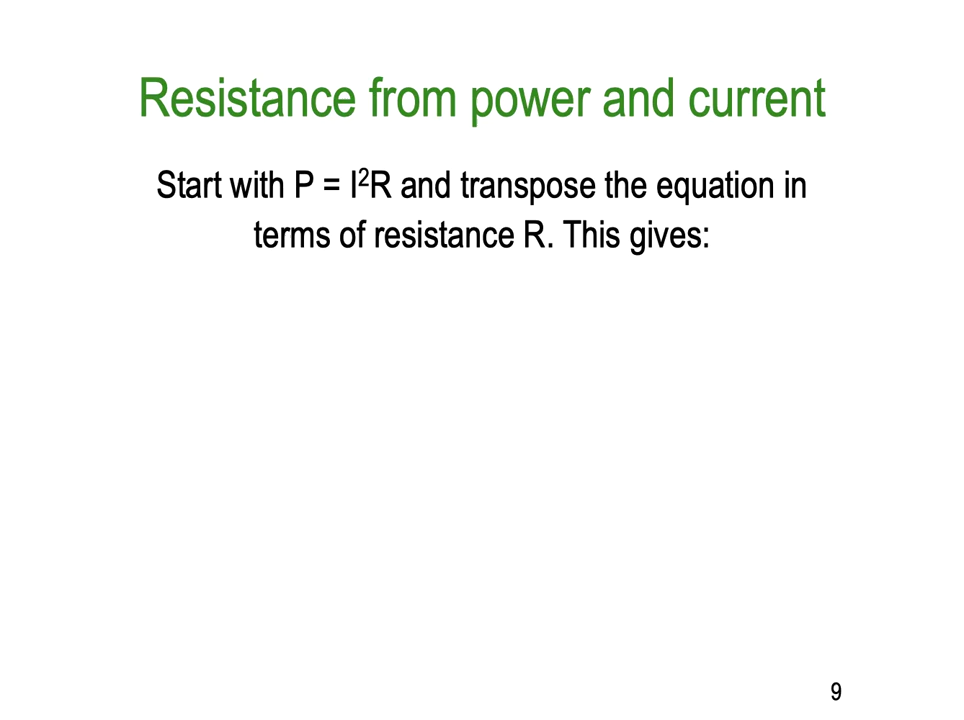 Resistance from power and current
Start with P = I²R and transpose the equation in
terms of resistance R. This gives:
9